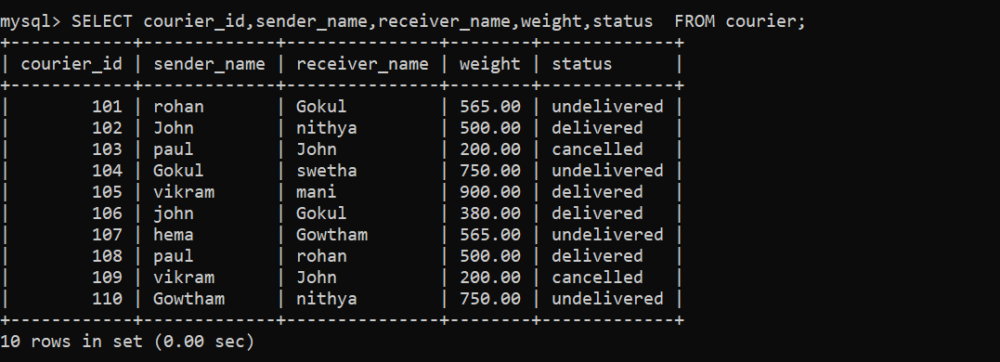 mysql> SELECT courier_id,sender_name,receiver_name,weight,status  FROM courier;
+------------+-------------+---------------+--------+-------------+
| courier_id | sender_name | receiver_name | weight | status      |
+------------+-------------+---------------+--------+-------------+
|        101 | rohan       | Gokul         | 565.00 | undelivered |
|        102 | John        | nithya        | 500.00 | delivered   |
|        103 | paul        | John          | 200.00 | cancelled   |
|        104 | Gokul       | swetha        | 750.00 | undelivered |
|        105 | vikram      | mani          | 900.00 | delivered   |
|        106 | john        | Gokul         | 380.00 | delivered   |
|        107 | hema        | Gowtham       | 565.00 | undelivered |
|        108 | paul        | rohan         | 500.00 | delivered   |
|        109 | vikram      | John          | 200.00 | cancelled   |
|        110 | Gowtham     | nithya        | 750.00 | undelivered |
+------------+-------------+---------------+--------+-------------+
10 rows in set (0.00 sec)